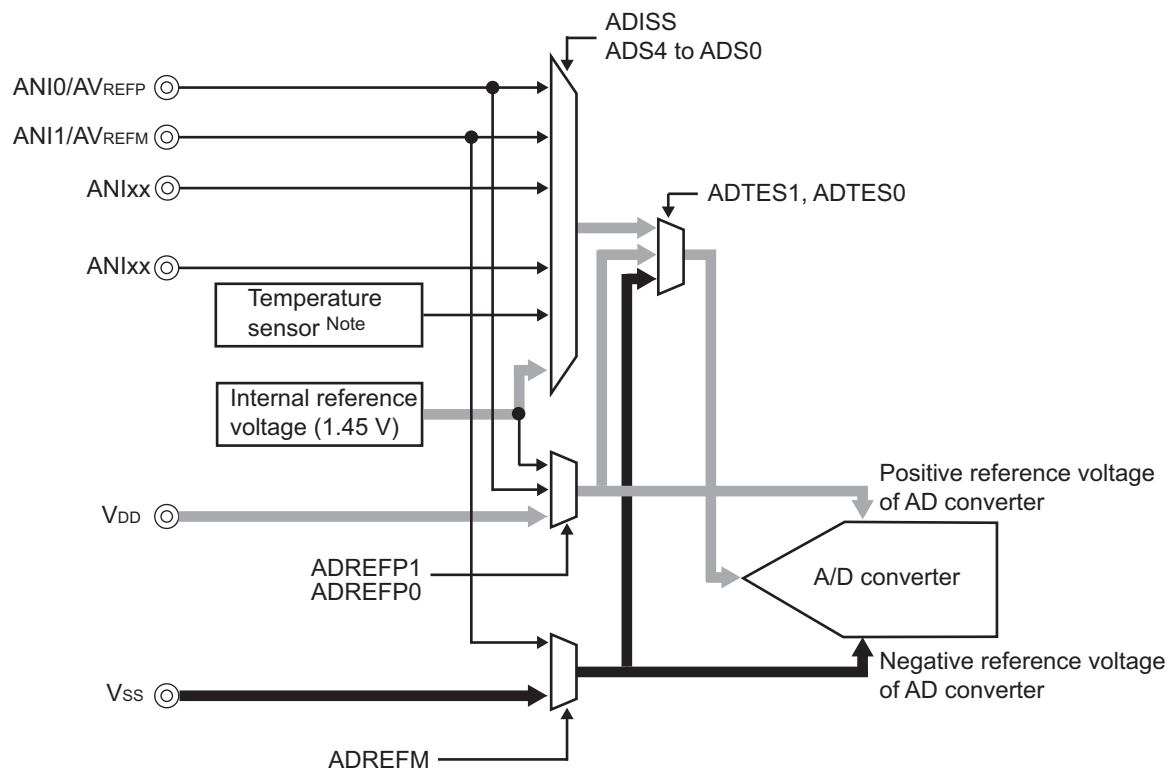 ADISS
ADS4 to ADS0
ANI0/AVREFP
ANI1/AVREFM
ANIxx
ADTES1, ADTES0
ANIxx
Temperature
sensor Note
Internal reference
voltage (1.45 V)
Positive reference voltage
of AD converter
VDD
ADREFP1
ADREFP0
A/D converter
Negative reference voltage
of AD converter
VSS
ADREFM